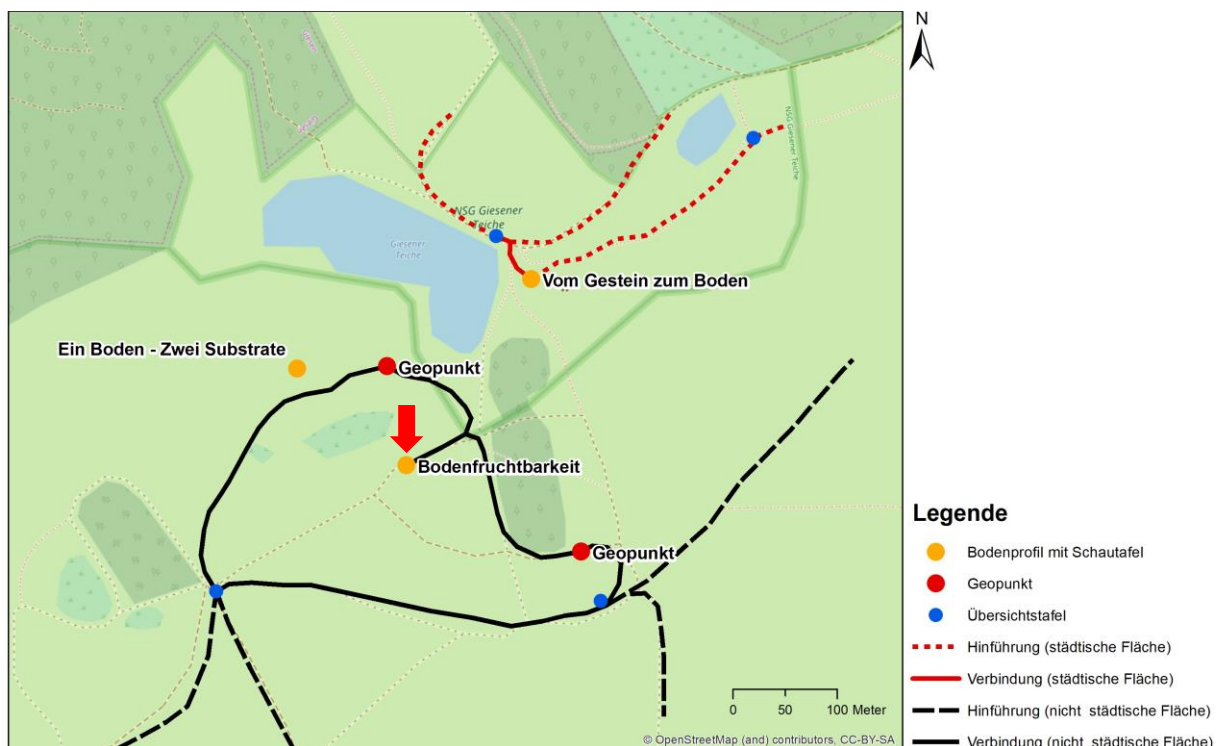 N
NSG Giesener Teiche
NSG Giesener
Teiche
Giesener
Teiche
Vom Gestein zum Boden
Ein Boden - Zwei Substrate
Geopunkt
Bodenfruchtbarkeit
Geopunkt
Legende
Bodenprofil mit Schautafel
Geopunkt
Übersichtstafel
Hinführung (städtische Fläche)
Verbindung (städtische Fläche)
Hinführung (nicht städtische Fläche)
Verbindung (nicht städtische Fläche)
0 50 100 Meter
© OpenStreetMap (and) contributors, CC-BY-SA